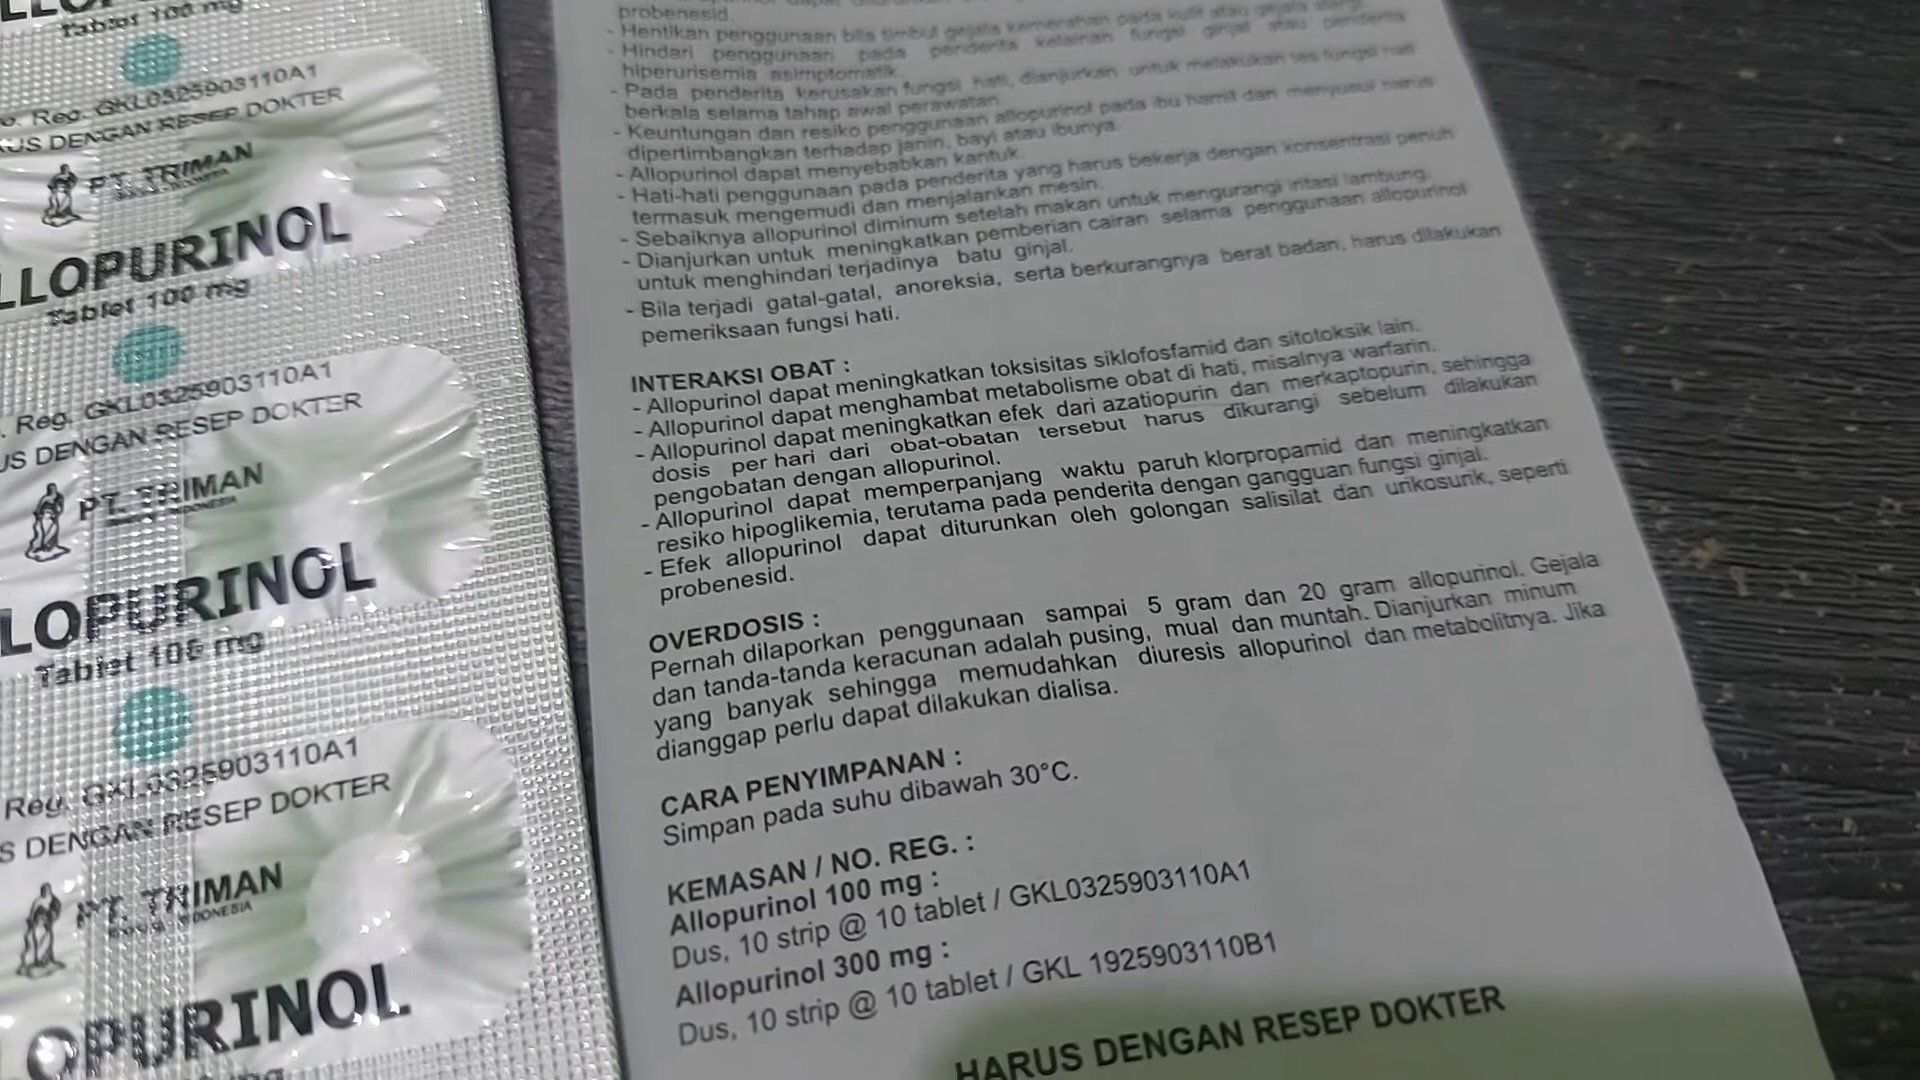 Tablet 100 mg
Reg. GKL0325903110A1
US DENGAN RESEP DOKTER
PT. TRIMAN
LLOPURINOL
Tablet 100 mg
Reg. GKL0325903110A1
US DENGAN RESEP DOKTER
PT. TRIMAN
LOPURINOL
Tablet 100 mg
Reg. GKL0325903110A1
S DENGAN RESEP DOKTER
PT. TRIMAN
OPURINOL
probenesid.
- Hentikan penggunaan bila timbul gejala kemerahan pada kulit atau gejala alergi.
- Hindari penggunaan pada penderita kelainan fungsi ginjal atau penderita
hiperurisemia asimptomatik.
- Pada penderita kerusakan fungsi hati, dianjurkan untuk melakukan tes fungsi hati
berkala selama tahap awal perawatan.
- Keuntungan dan resiko penggunaan allopurinol pada ibu hamil dan menyusui harus
dipertimbangkan terhadap janin, bayi atau ibunya.
- Allopurinol dapat menyebabkan kantuk.
- Hati-hati penggunaan pada penderita yang harus bekerja dengan konsentrasi penuh
termasuk mengemudi dan menjalankan mesin.
- Sebaiknya allopurinol diminum setelah makan untuk mengurangi iritasi lambung.
- Dianjurkan untuk meningkatkan pemberian cairan selama penggunaan allopurinol
untuk menghindari terjadinya batu ginjal.
- Bila terjadi gatal-gatal, anoreksia, serta berkurangnya berat badan, harus dilakukan
pemeriksaan fungsi hati.
INTERAKSI OBAT :
- Allopurinol dapat meningkatkan toksisitas siklofosfamid dan sitotoksik lain.
- Allopurinol dapat menghambat metabolisme obat di hati, misalnya warfarin.
- Allopurinol dapat meningkatkan efek dari azatiopurin dan merkaptopurin, sehingga
dosis per hari dari obat-obatan tersebut harus dikurangi sebelum dilakukan
pengobatan dengan allopurinol.
- Allopurinol dapat memperpanjang waktu paruh klorpropamid dan meningkatkan
resiko hipoglikemia, terutama pada penderita dengan gangguan fungsi ginjal.
- Efek allopurinol dapat diturunkan oleh golongan salisilat dan urikosurik, seperti
probenesid.
OVERDOSIS :
Pernah dilaporkan penggunaan sampai 5 gram dan 20 gram allopurinol. Gejala
dan tanda-tanda keracunan adalah pusing, mual dan muntah. Dianjurkan minum
yang banyak sehingga memudahkan diuresis allopurinol dan metabolitnya. Jika
dianggap perlu dapat dilakukan dialisa.
CARA PENYIMPANAN :
Simpan pada suhu dibawah 30°C.
KEMASAN / NO. REG. :
Allopurinol 100 mg :
Dus, 10 strip @ 10 tablet / GKL0325903110A1
Allopurinol 300 mg :
Dus, 10 strip @ 10 tablet / GKL 1925903110B1
HARUS DENGAN RESEP DOKTER